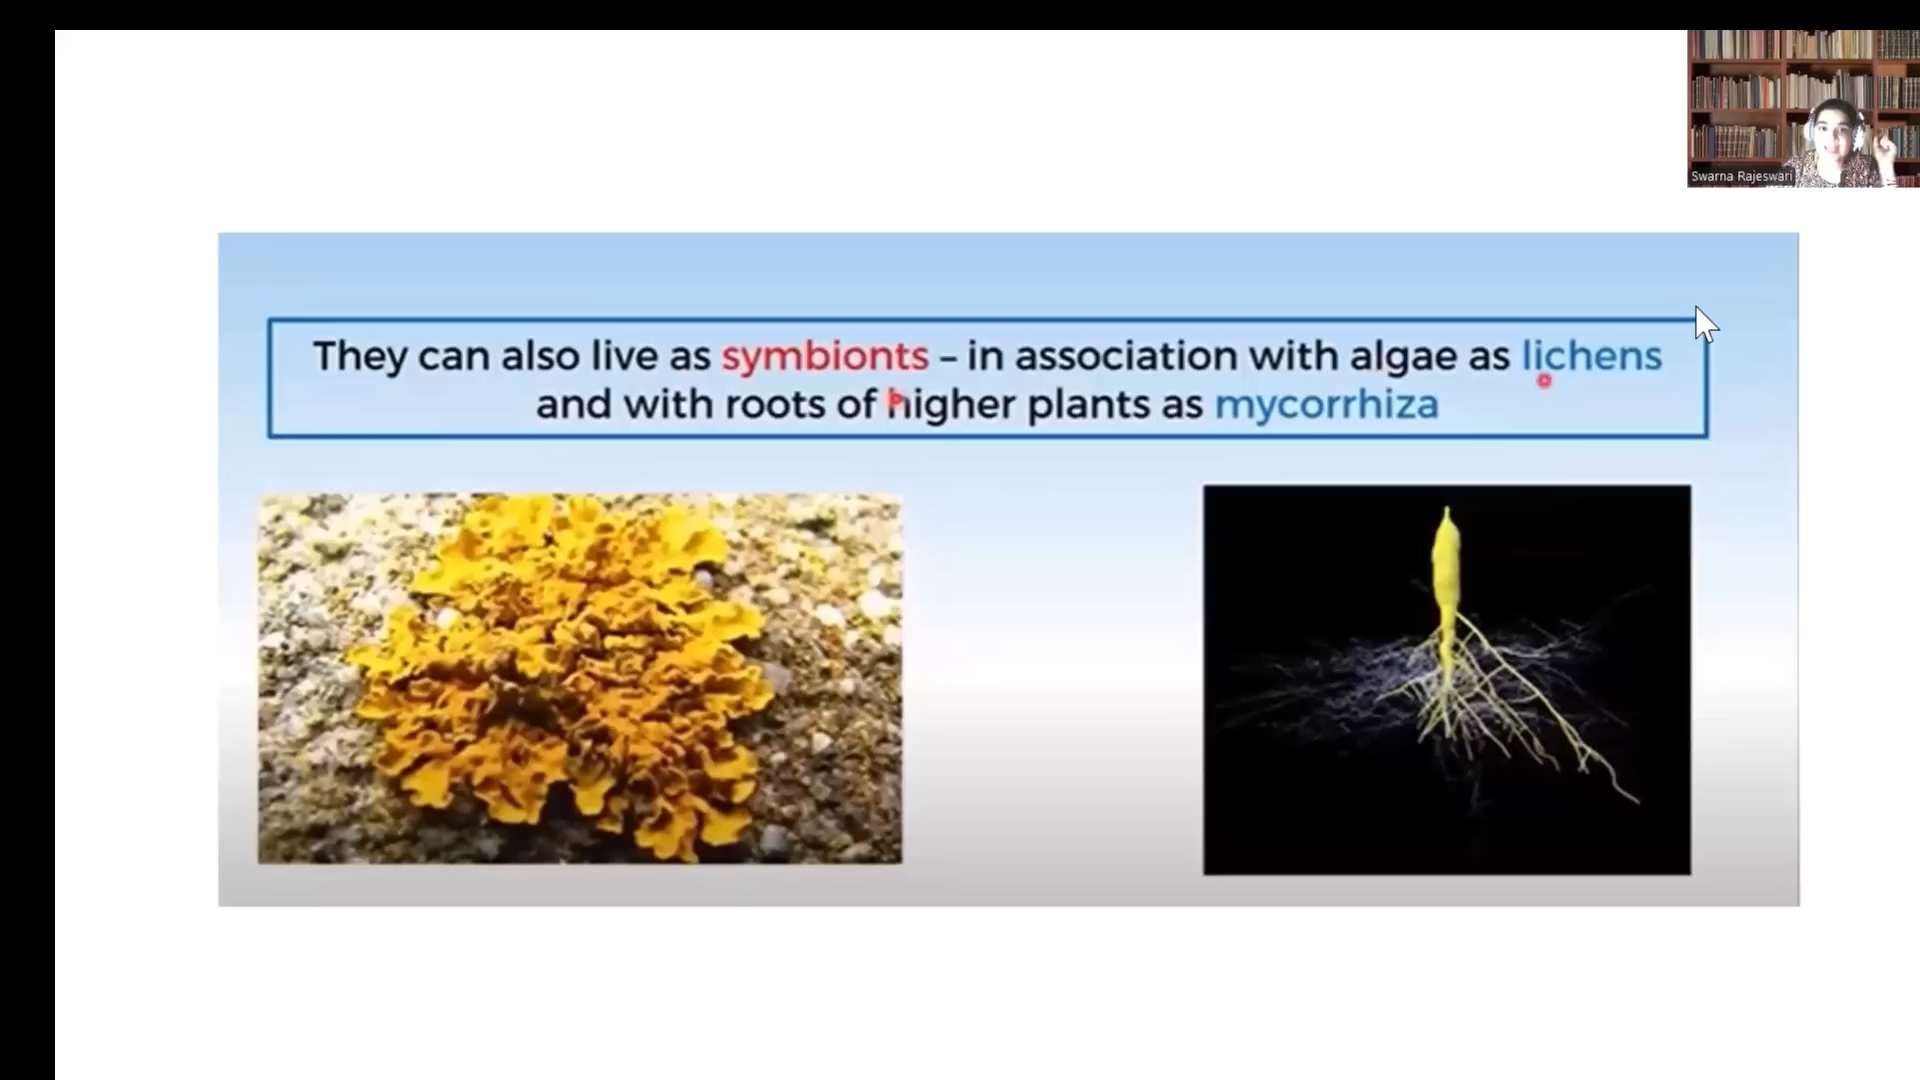 Swarna Rajeswari
They can also live as symbionts – in association with algae as lichens
and with roots of higher plants as mycorrhiza